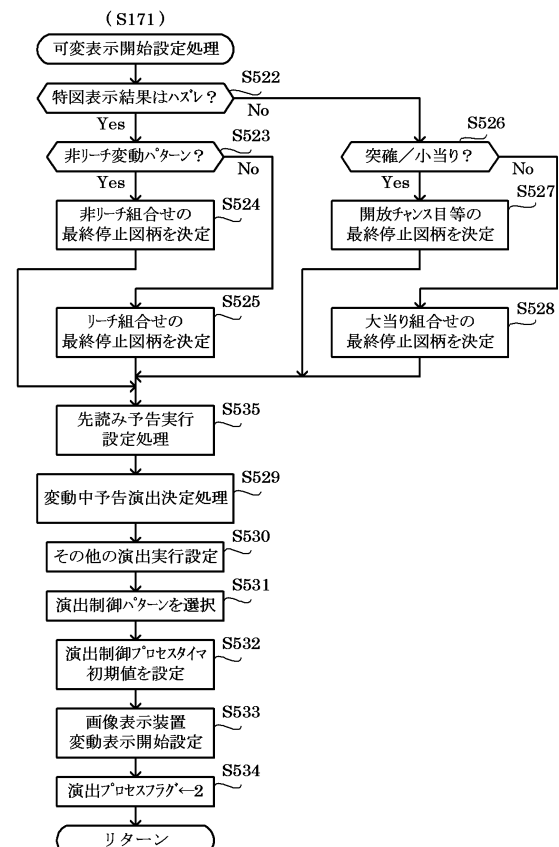 (S171)
可変表示開始設定処理
特図表示結果はハズレ?
S522
No
Yes
非リーチ変動パターン?
S523
No
Yes
突確/小当り?
S526
No
Yes
非リーチ組合せの
最終停止図柄を決定
S524
開放チャンス目等の
最終停止図柄を決定
S527
リーチ組合せの
最終停止図柄を決定
S525
大当り組合せの
最終停止図柄を決定
S528
先読み予告実行
設定処理
S535
変動中予告演出決定処理
S529
その他の演出実行設定
S530
演出制御パターンを選択
S531
演出制御プロセスタイマ
初期値を設定
S532
画像表示装置
変動表示開始設定
S533
演出プロセスフラグ←2
S534
リターン